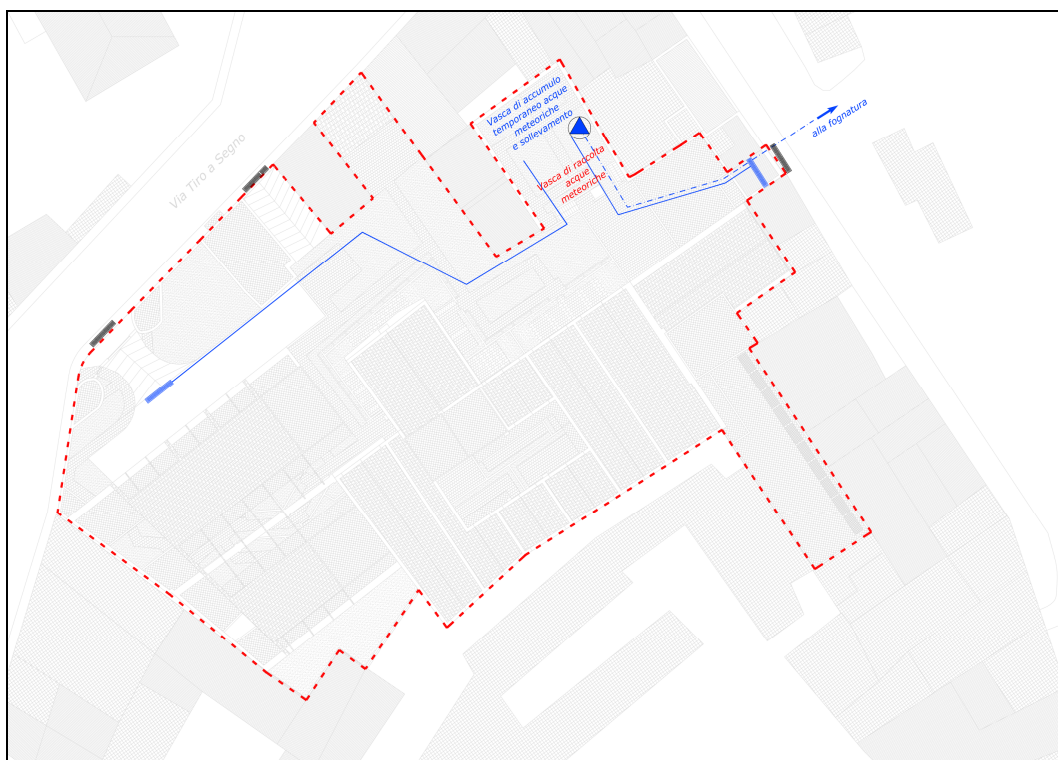 Vasca di accumulo
temporaneo acque
meteoriche
e sollevamento
alla fognatura
Via Tiro a Segno
Vasca di raccolta
acque
meteoriche